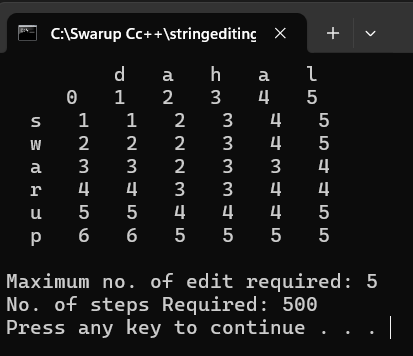 C:\Swarup Cc++\stringediting
d a h a l
0 1 2 3 4 5
s 1 1 2 3 4 5
w 2 2 2 3 4 5
a 3 3 2 3 3 4
r 4 4 3 3 4 4
u 5 5 4 4 4 5
p 6 6 5 5 5 5
Maximum no. of edit required: 5
No. of steps Required: 500
Press any key to continue . . .